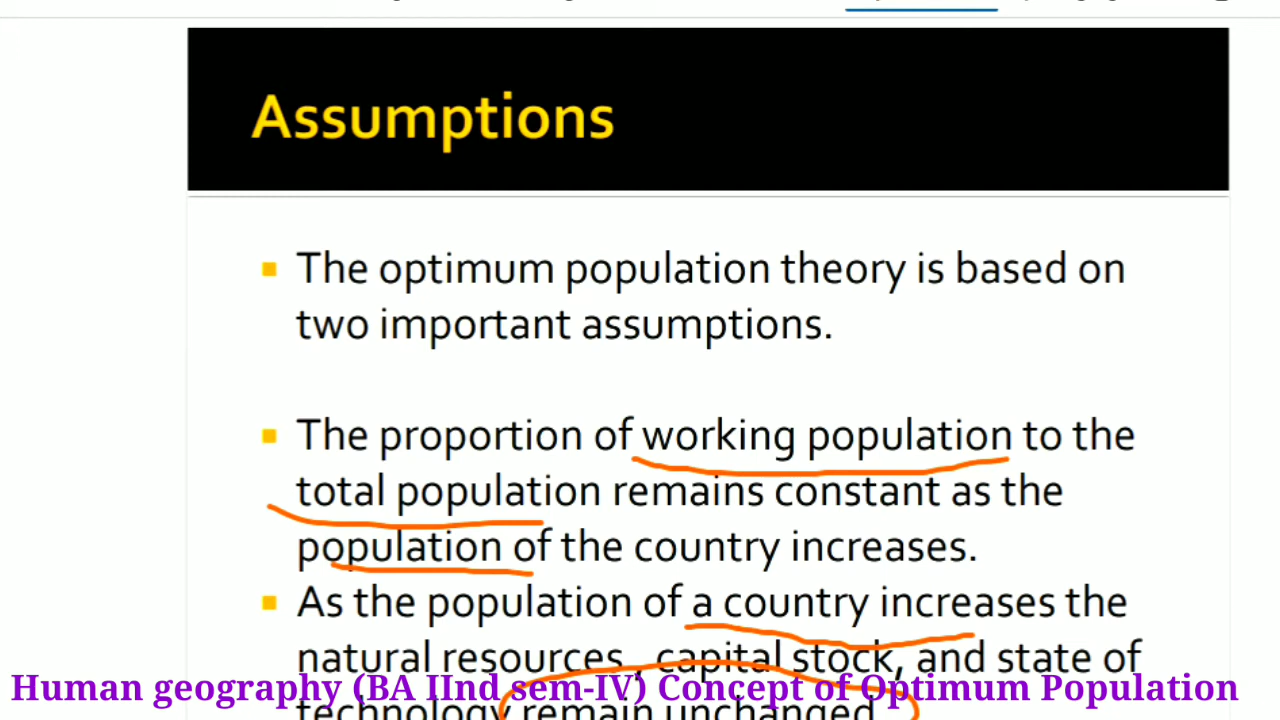 Assumptions
The optimum population theory is based on
two important assumptions.
The proportion of working population to the
total population remains constant as the
population of the country increases.
As the population of a country increases the
natural resources , capital stock, and state of
Human geography (BA IInd sem-IV) Concept of Optimum Population
technology remain unchanged